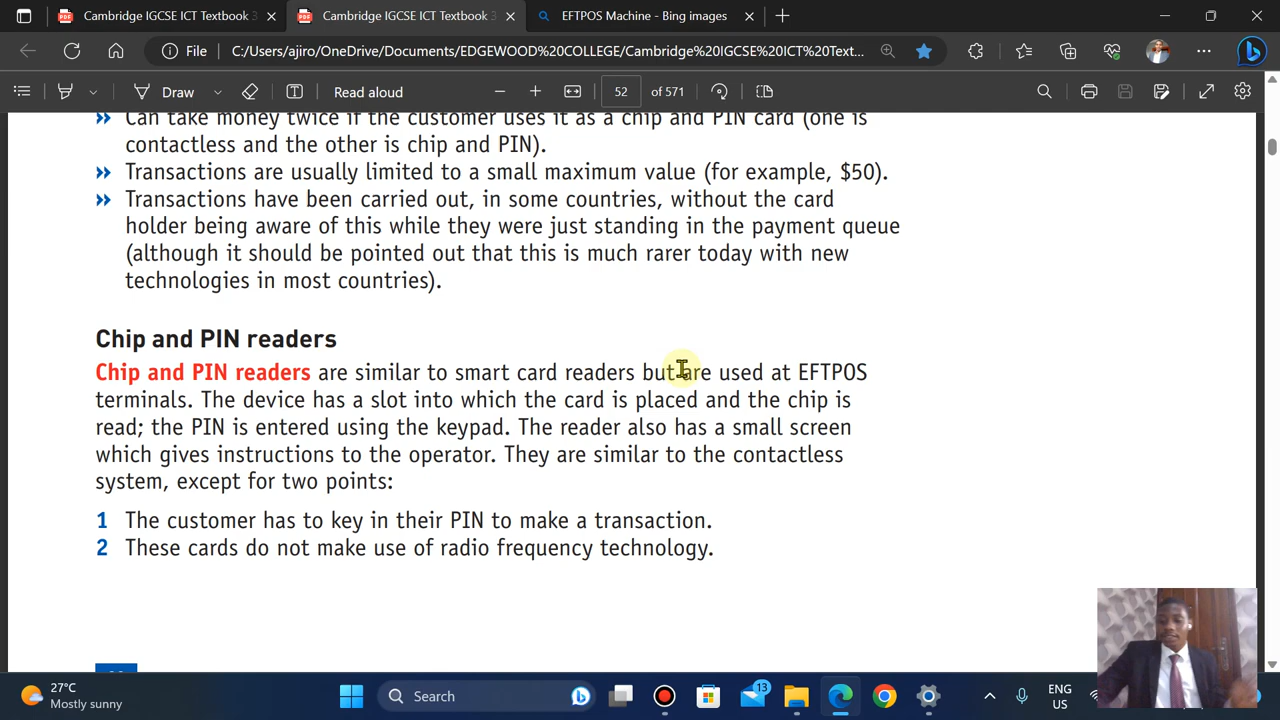 Cambridge IGCSE ICT Textbook 3
Cambridge IGCSE ICT Textbook 3
EFTPOS Machine - Bing images
File
C:/Users/ajiro/OneDrive/Documents/EDGEWOOD%20COLLEGE/Cambridge%20IGCSE%20ICT%20Text...
Draw
Read aloud
52
of 571
Can take money twice if the customer uses it as a chip and PIN card (one is
contactless and the other is chip and PIN).
Transactions are usually limited to a small maximum value (for example, $50).
Transactions have been carried out, in some countries, without the card
holder being aware of this while they were just standing in the payment queue
(although it should be pointed out that this is much rarer today with new
technologies in most countries).
Chip and PIN readers
Chip and PIN readers are similar to smart card readers but are used at EFTPOS
terminals. The device has a slot into which the card is placed and the chip is
read; the PIN is entered using the keypad. The reader also has a small screen
which gives instructions to the operator. They are similar to the contactless
system, except for two points:
1 The customer has to key in their PIN to make a transaction.
2 These cards do not make use of radio frequency technology.
27°C
Mostly sunny
Search
13
ENG
US